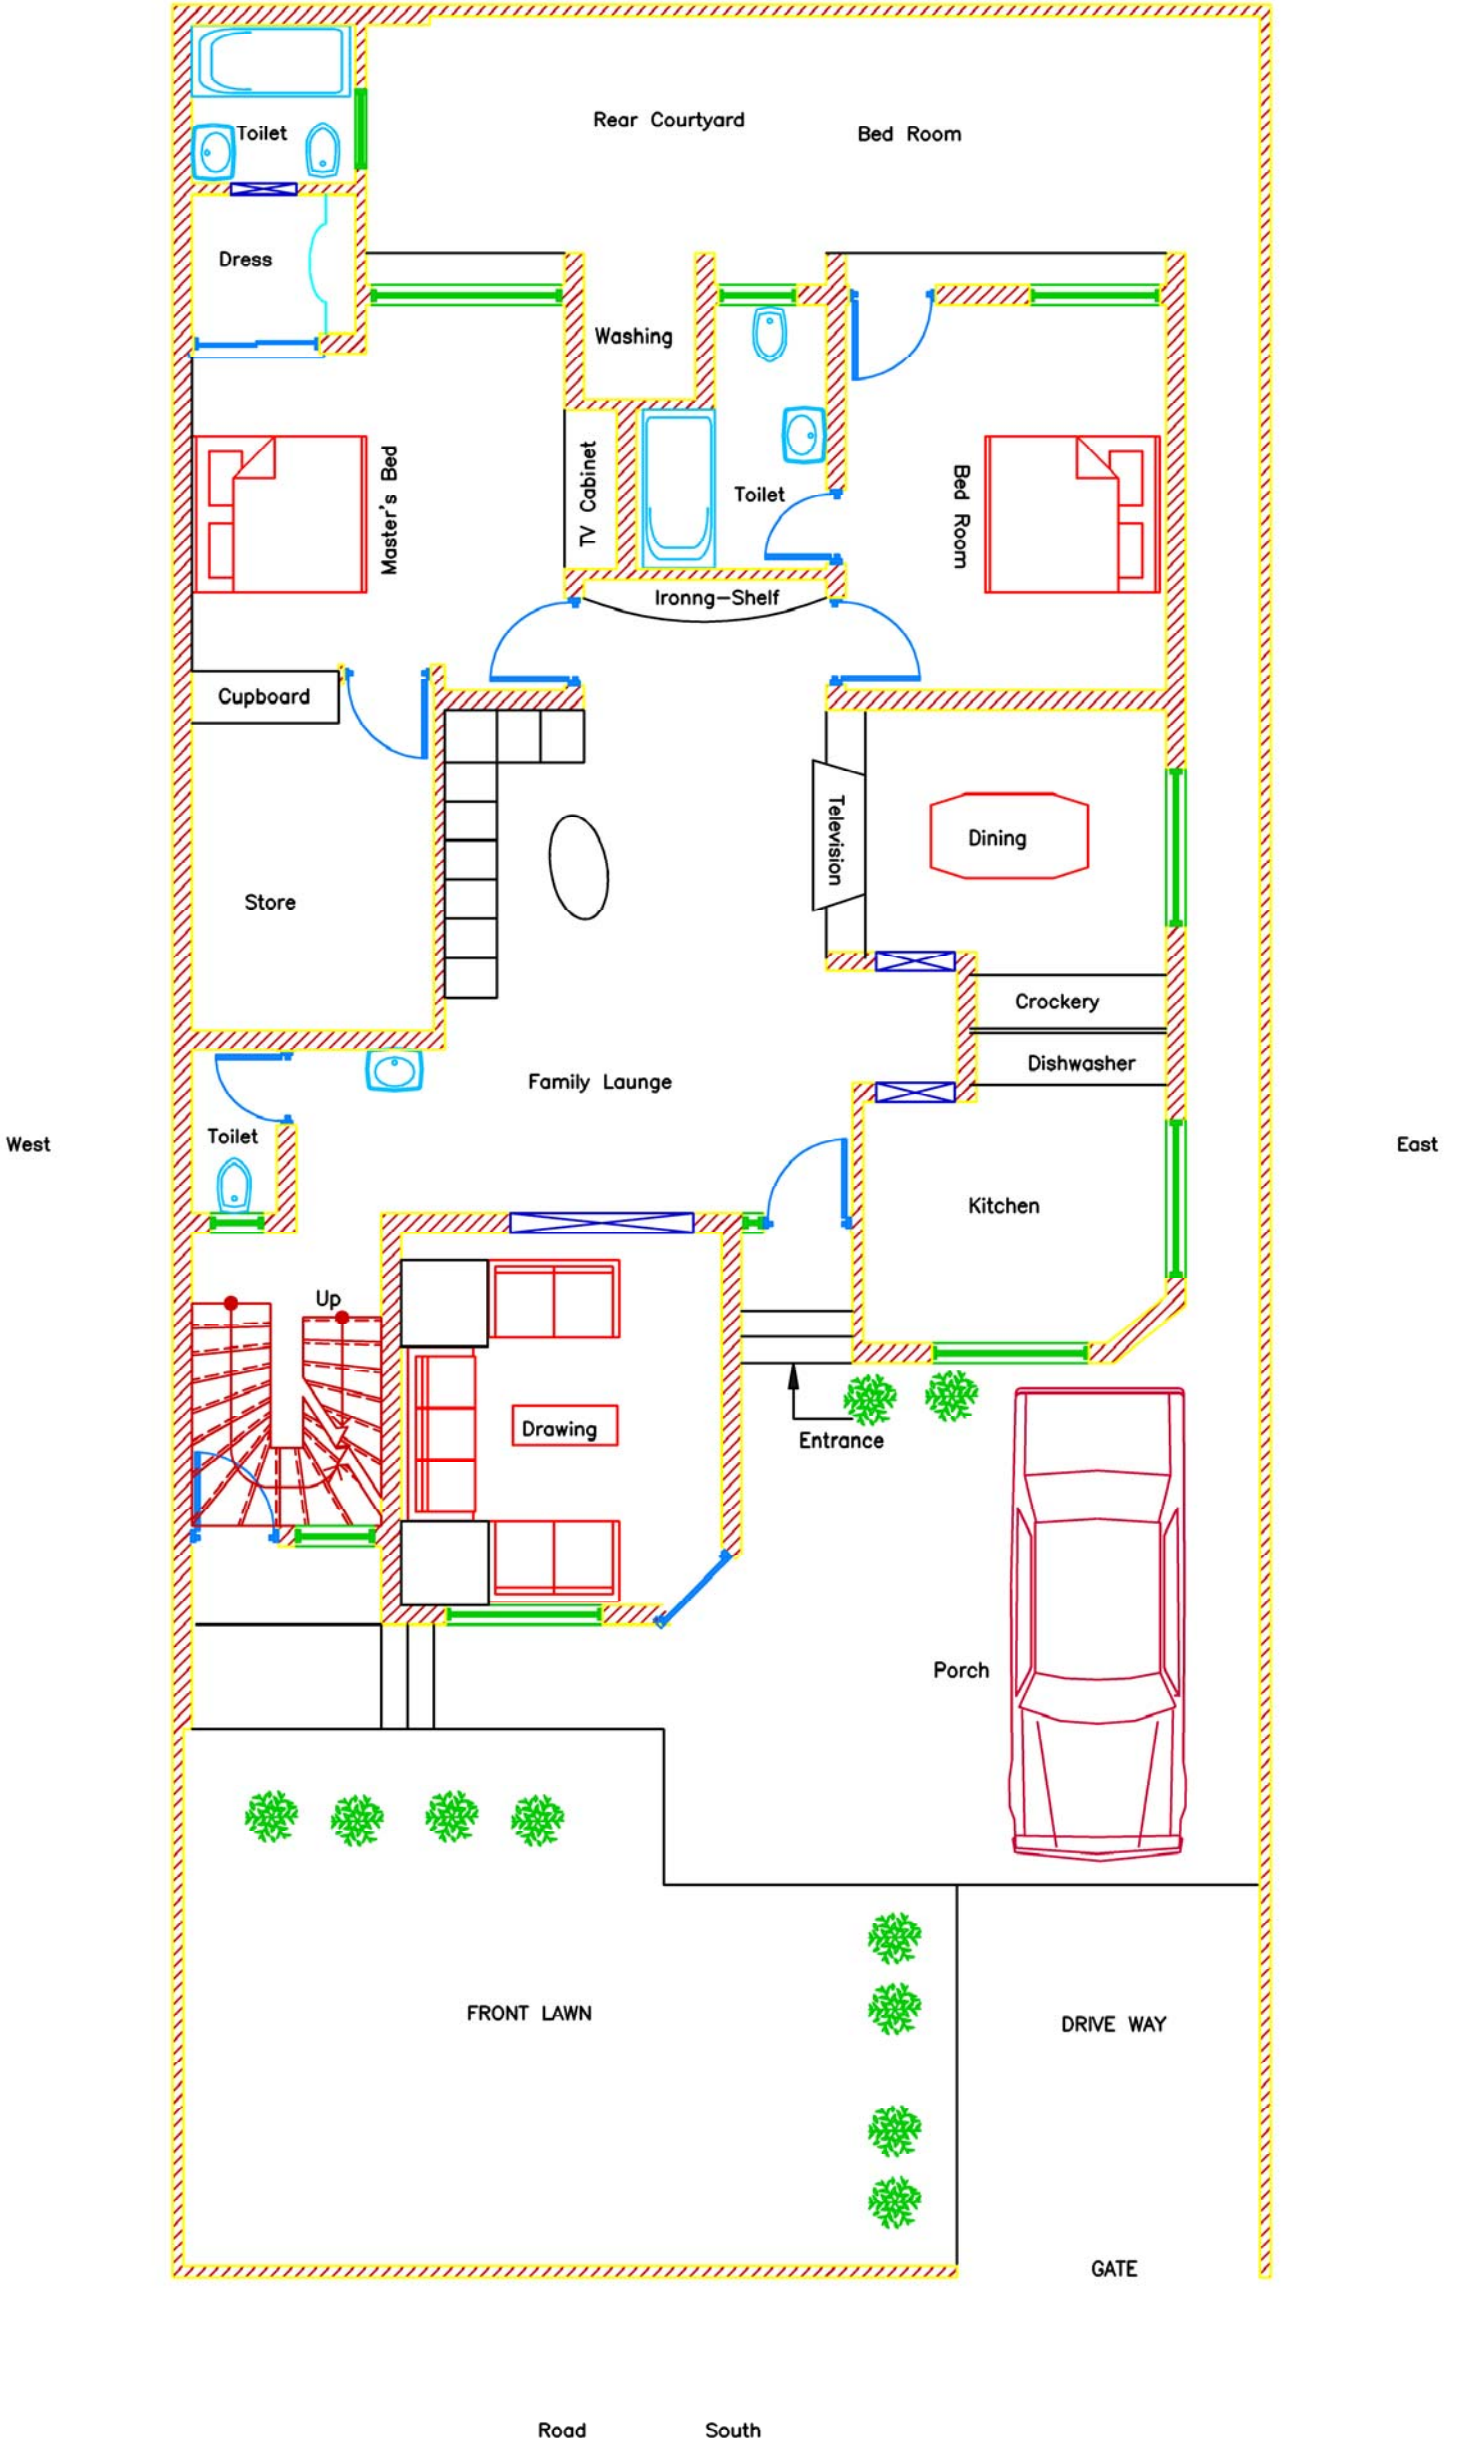 Rear Courtyard
Bed Room
Toilet
Dress
Washing
Master's Bed
TV Cabinet
Toilet
Bed Room
Ironng-Shelf
Cupboard
Television
Dining
Store
Crockery
Dishwasher
Family Launge
West
Toilet
East
Kitchen
Up
Drawing
Entrance
Porch
FRONT LAWN
DRIVE WAY
GATE
Road South